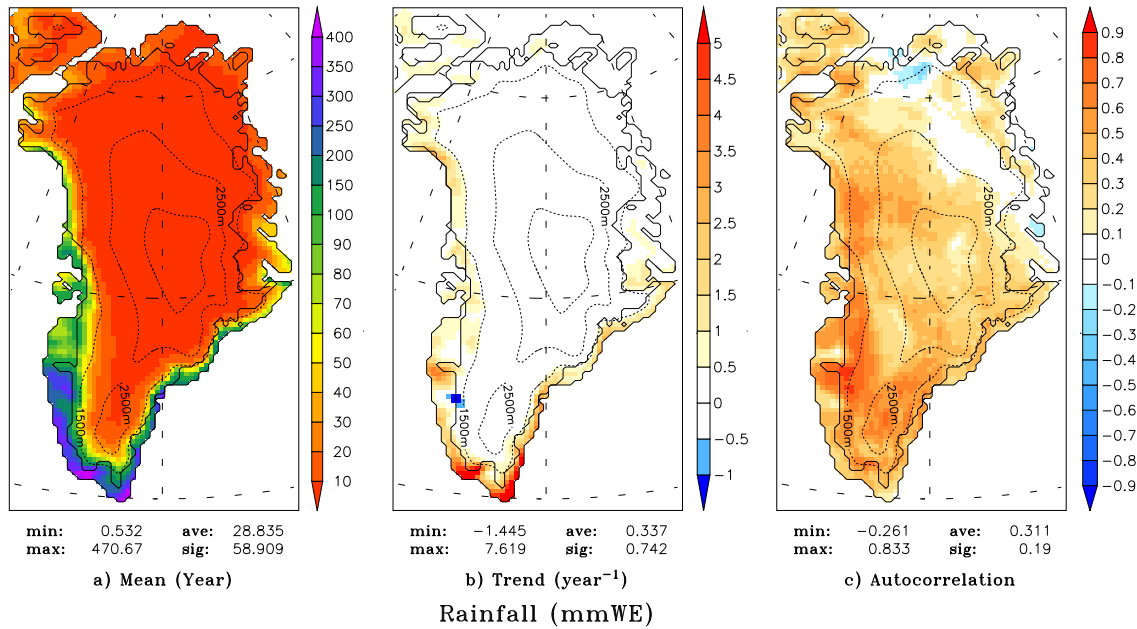 400
350
300
250
200
150
100
90
80
70
60
50
40
30
20
10
2500m
2500m
1500m
min: 0.532 ave: 28.835
max: 470.67 sig: 58.909
a) Mean (Year)
5
4.5
4
3.5
3
2.5
2
1.5
1
0.5
0
−0.5
−1
2500m
2500m
1500m
min: −1.445 ave: 0.337
max: 7.619 sig: 0.742
b) Trend (year⁻¹)
0.9
0.8
0.7
0.6
0.5
0.4
0.3
0.2
0.1
0
−0.1
−0.2
−0.3
−0.4
−0.5
−0.6
−0.7
−0.8
−0.9
2500m
2500m
1500m
min: −0.261 ave: 0.311
max: 0.833 sig: 0.19
c) Autocorrelation
Rainfall (mmWE)